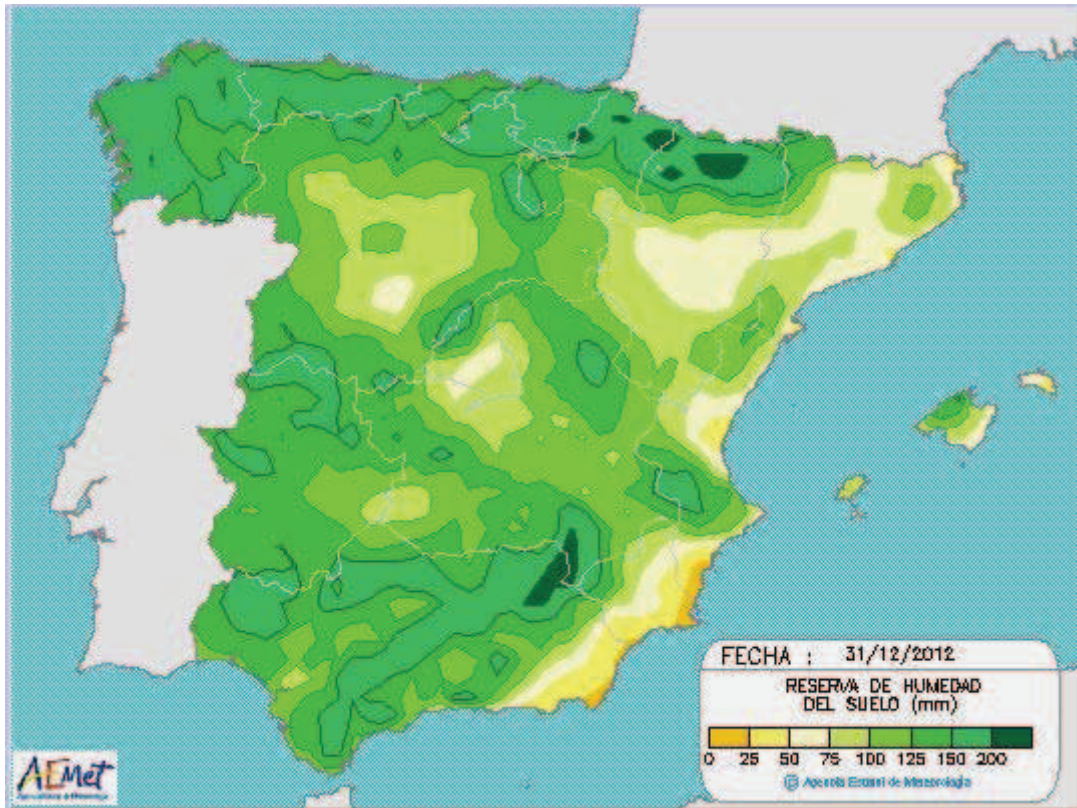 FECHA : 31/12/2012
RESERVA DE HUMEDAD
DEL SUELO (mm)
0 25 50 75 100 125 150 200
© Agencia Estatal de Meteorología
AEMet